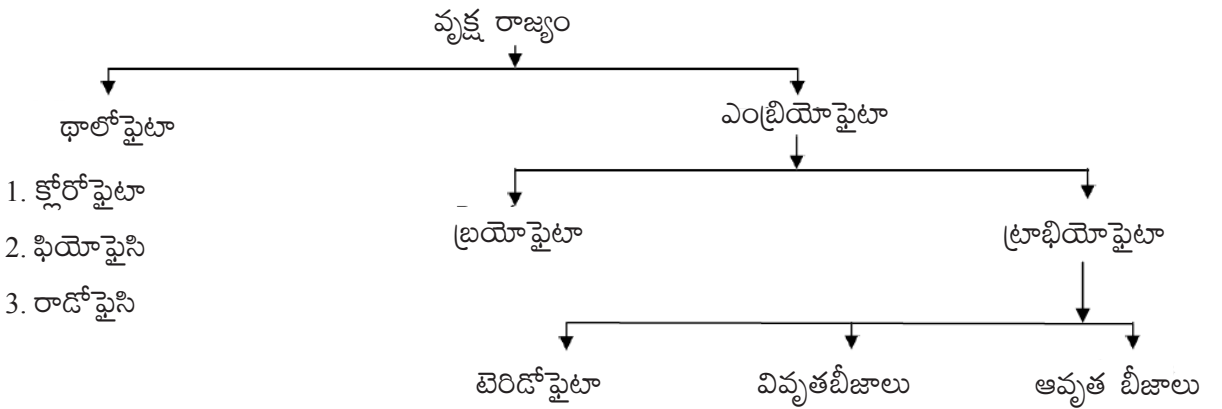 వృక్ష రాజ్యం
థాలోఫైటా
ఎంబ్రియోఫైటా
1. క్లోరోఫైటా
2. ఫియోఫైసి
3. రాడోఫైసి
బ్రయోఫైటా
ట్రాభియోఫైటా
టెరిడోఫైటా
వివృతబీజాలు
ఆవృత బీజాలు